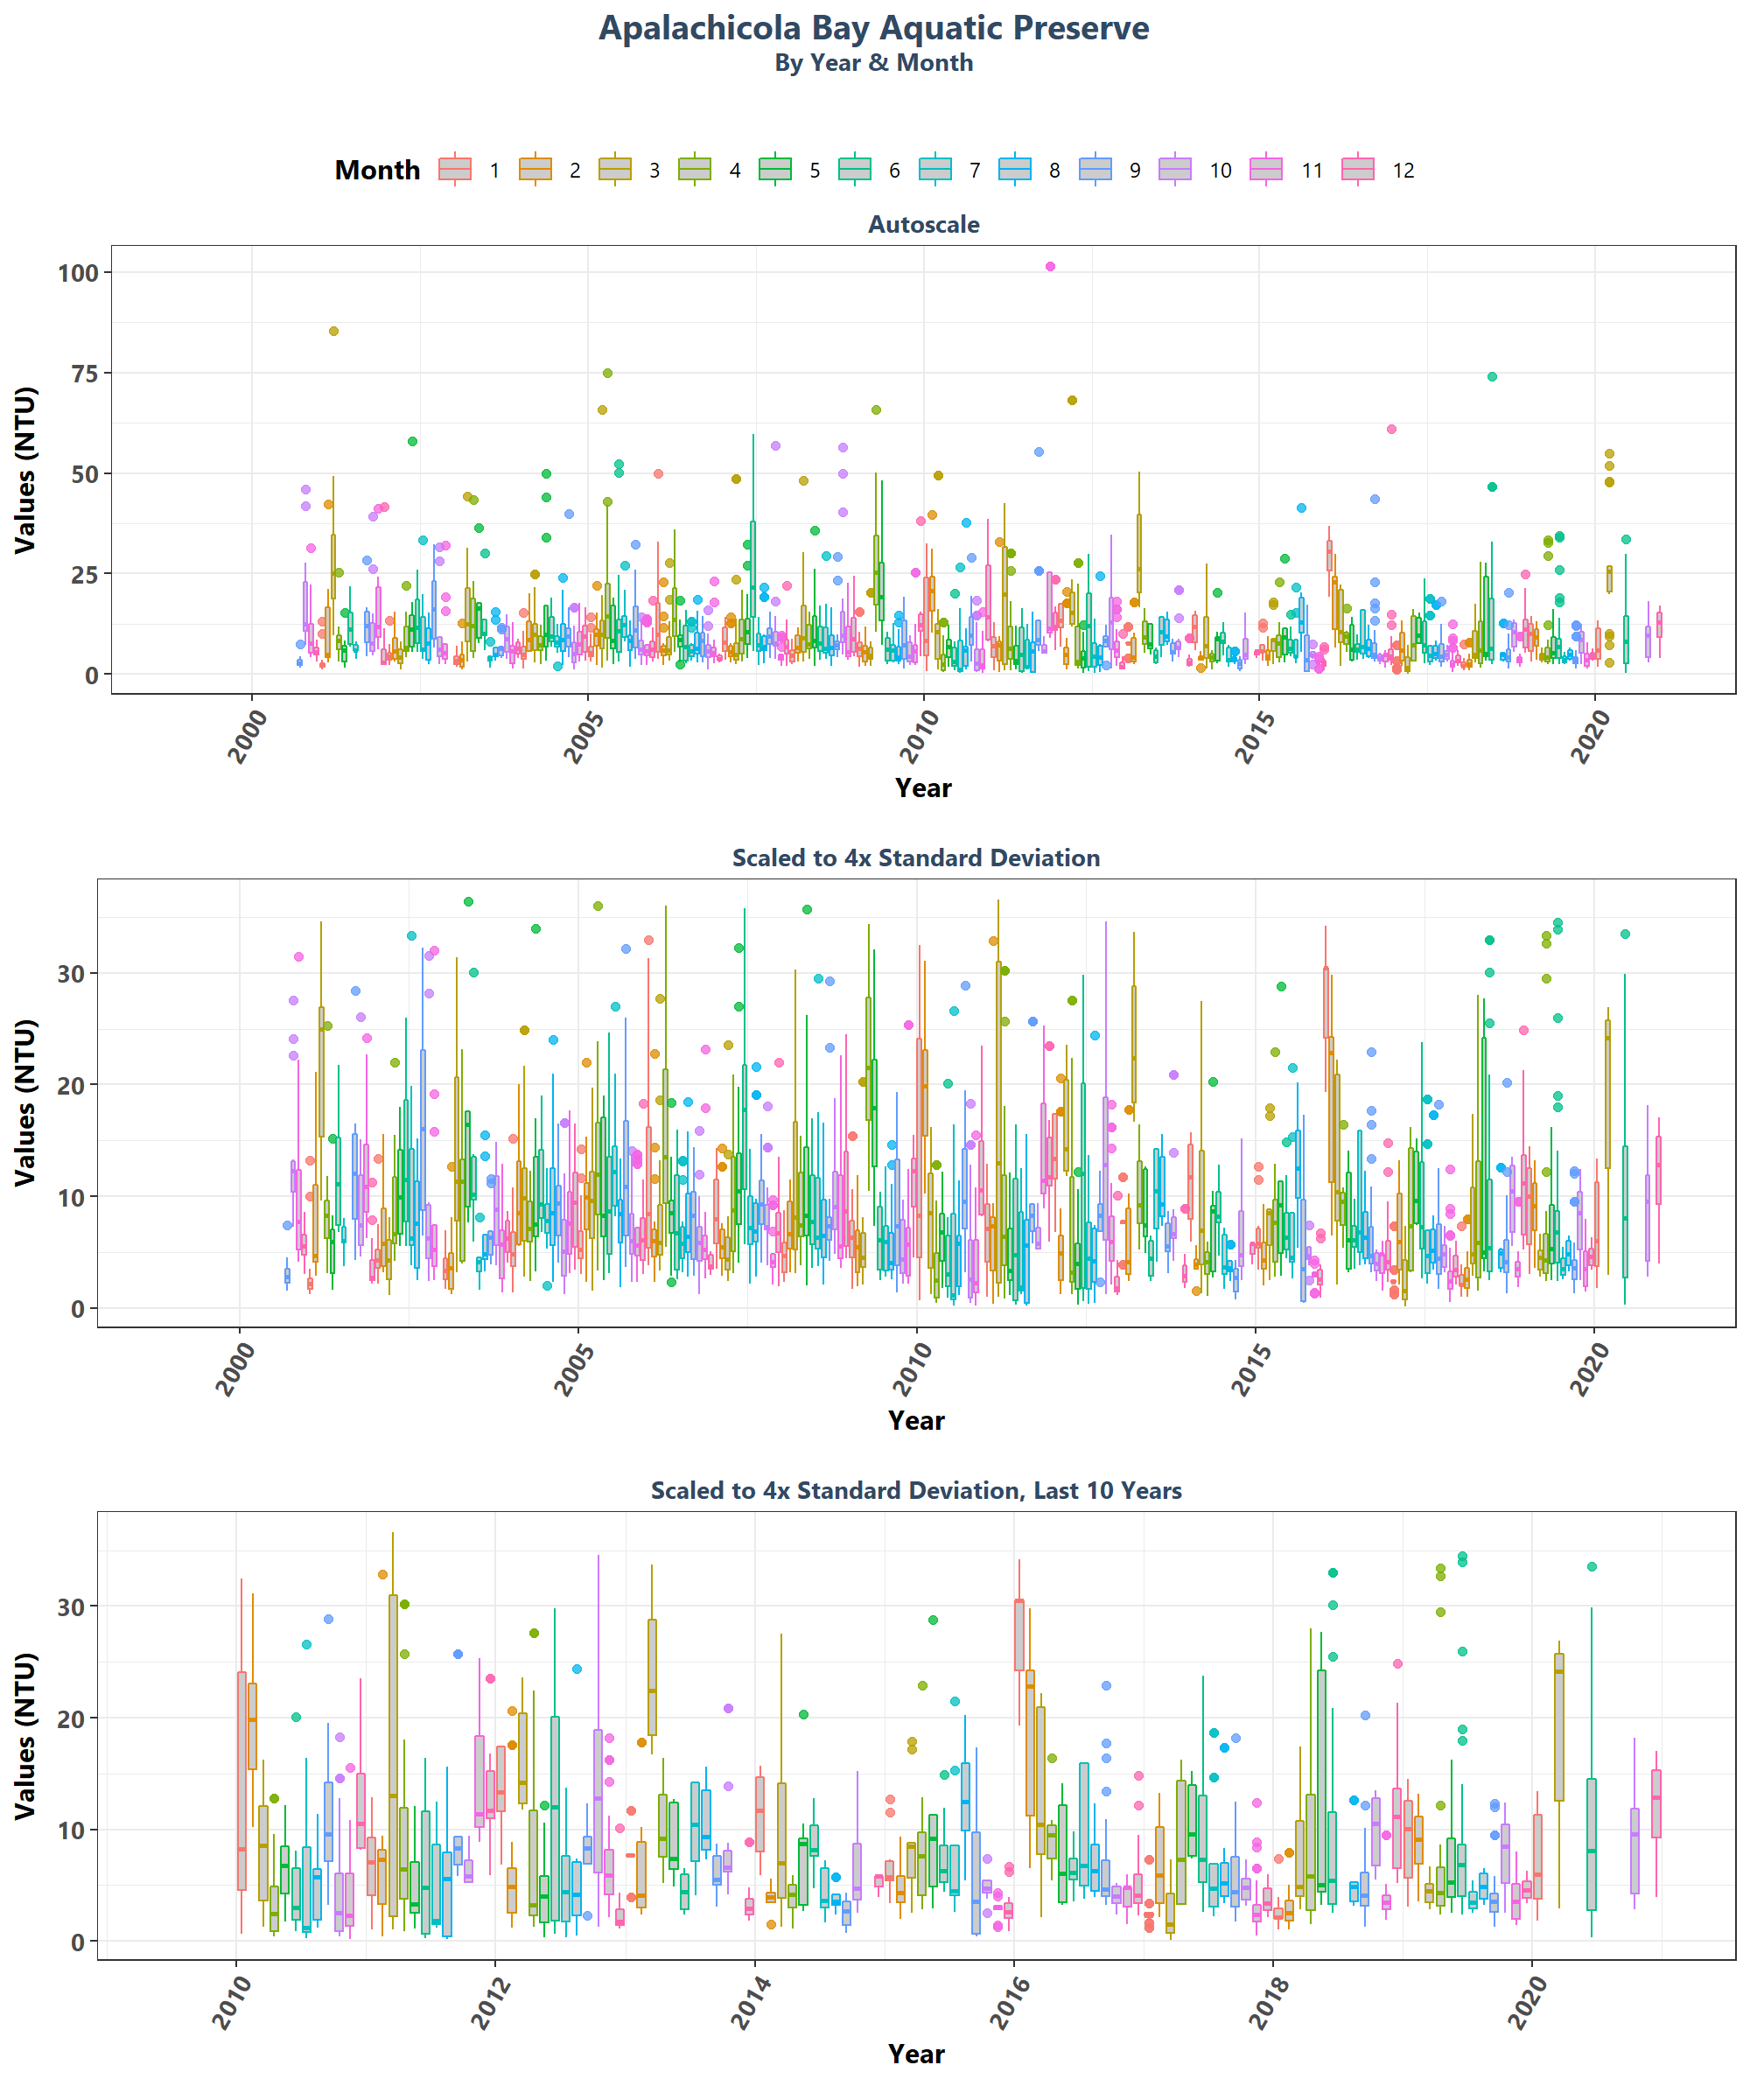 Apalachicola Bay Aquatic Preserve
By Year & Month
Month 1 2 3 4 5 6 7 8 9 10 11 12
Autoscale
Values (NTU)
100
75
50
25
0
2000 2005 2010 2015 2020
Year
Scaled to 4x Standard Deviation
Values (NTU)
30
20
10
0
2000 2005 2010 2015 2020
Year
Scaled to 4x Standard Deviation, Last 10 Years
Values (NTU)
30
20
10
0
2010 2012 2014 2016 2018 2020
Year